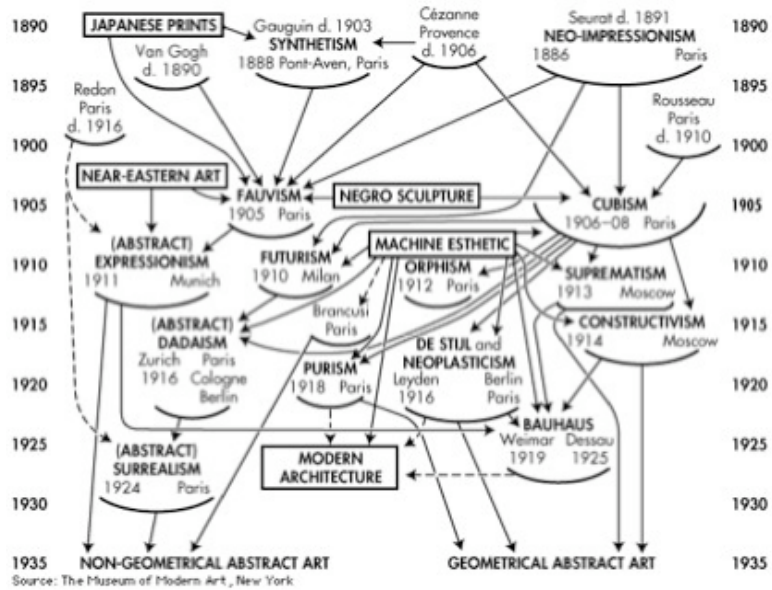 1890
1895
1900
1905
1910
1915
1920
1925
1930
1935
JAPANESE PRINTS
Gauguin d. 1903
SYNTHETISM
1888 Pont-Aven, Paris
Cézanne
Provence
d. 1906
Seurat d. 1891
NEO-IMPRESSIONISM
1886 Paris
Van Gogh
d. 1890
Redon
Paris
d. 1916
Rousseau
Paris
d. 1910
NEAR-EASTERN ART
FAUVISM
1905 Paris
NEGRO SCULPTURE
CUBISM
1906–08 Paris
(ABSTRACT)
EXPRESSIONISM
1911 Munich
FUTURISM
1910 Milan
MACHINE ESTHETIC
ORPHISM
1912 Paris
SUPREMATISM
1913 Moscow
Brancusi
Paris
CONSTRUCTIVISM
1914 Moscow
(ABSTRACT)
DADAISM
Zurich Paris
1916 Cologne
Berlin
PURISM
1918 Paris
DE STIJL and
NEOPLASTICISM
Leyden Berlin
1916 Paris
BAUHAUS
Weimar Dessau
1919 1925
(ABSTRACT)
SURREALISM
1924 Paris
MODERN
ARCHITECTURE
NON-GEOMETRICAL ABSTRACT ART
GEOMETRICAL ABSTRACT ART
1890
1895
1900
1905
1910
1915
1920
1925
1930
1935
Source: The Museum of Modern Art, New York